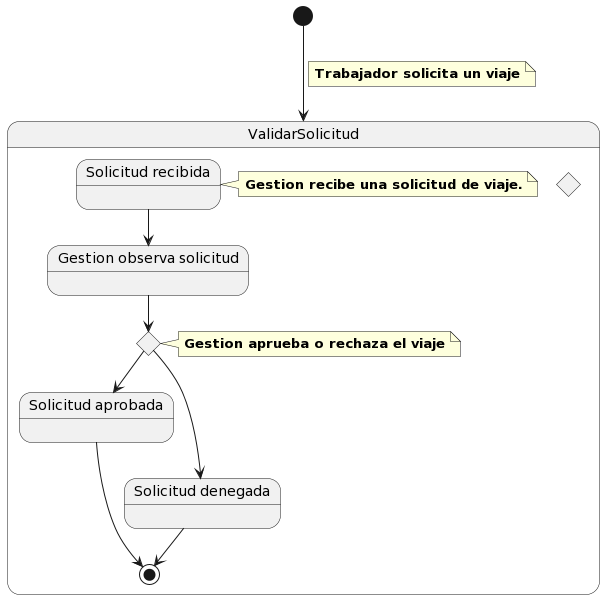 Trabajador solicita un viaje
ValidarSolicitud
Solicitud recibida
Gestion recibe una solicitud de viaje.
Gestion observa solicitud
Gestion aprueba o rechaza el viaje
Solicitud aprobada
Solicitud denegada